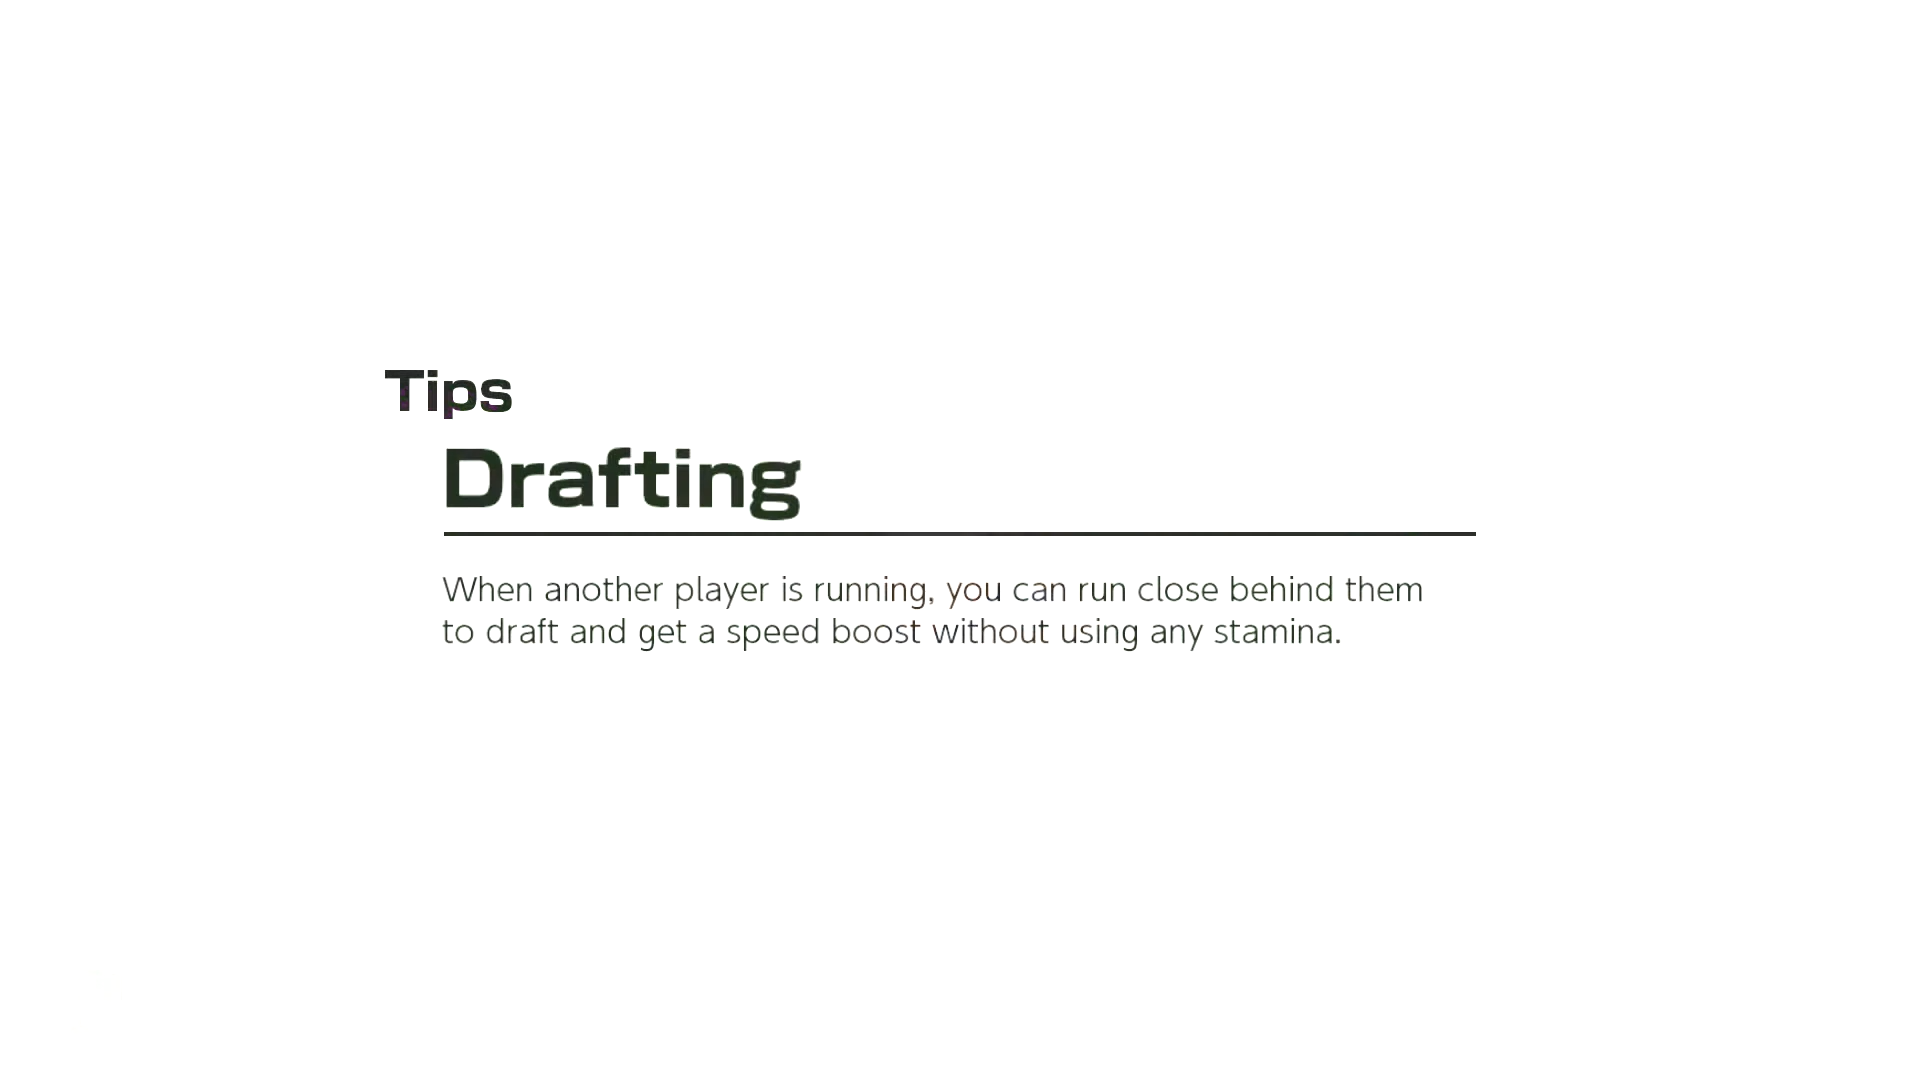 Tips
Drafting
When another player is running, you can run close behind them
to draft and get a speed boost without using any stamina.